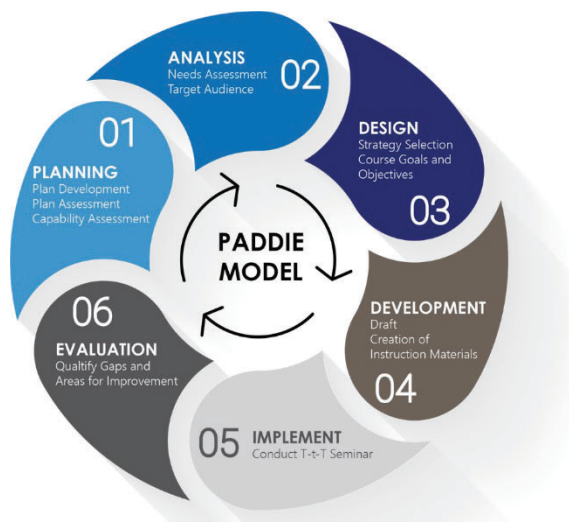 PADDIE
MODEL
01
PLANNING
Plan Development
Plan Assessment
Capability Assessment
ANALYSIS
Needs Assessment
Target Audience
02
DESIGN
Strategy Selection
Course Goals and
Objectives
03
DEVELOPMENT
Draft
Creation of
Instruction Materials
04
05
IMPLEMENT
Conduct T-t-T Seminar
06
EVALUATION
Qualtify Gaps and
Areas for Improvement